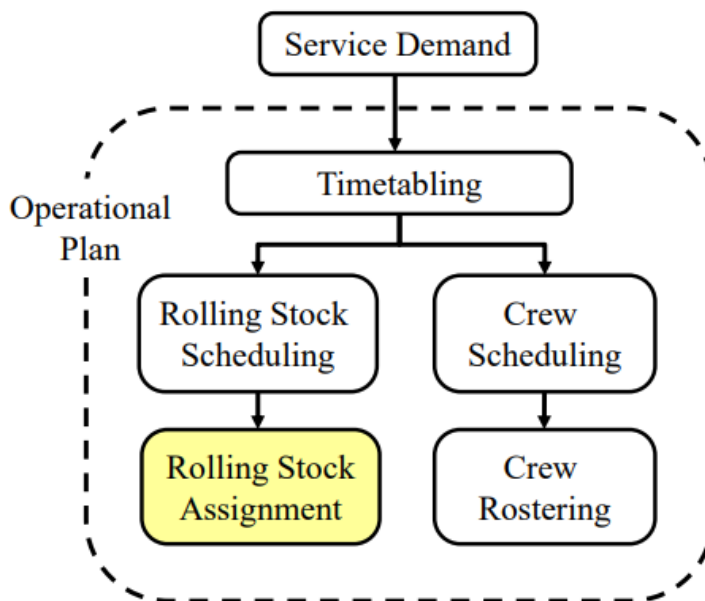 Service Demand
Timetabling
Operational
Plan
Rolling Stock
Scheduling
Crew
Scheduling
Rolling Stock
Assignment
Crew
Rostering